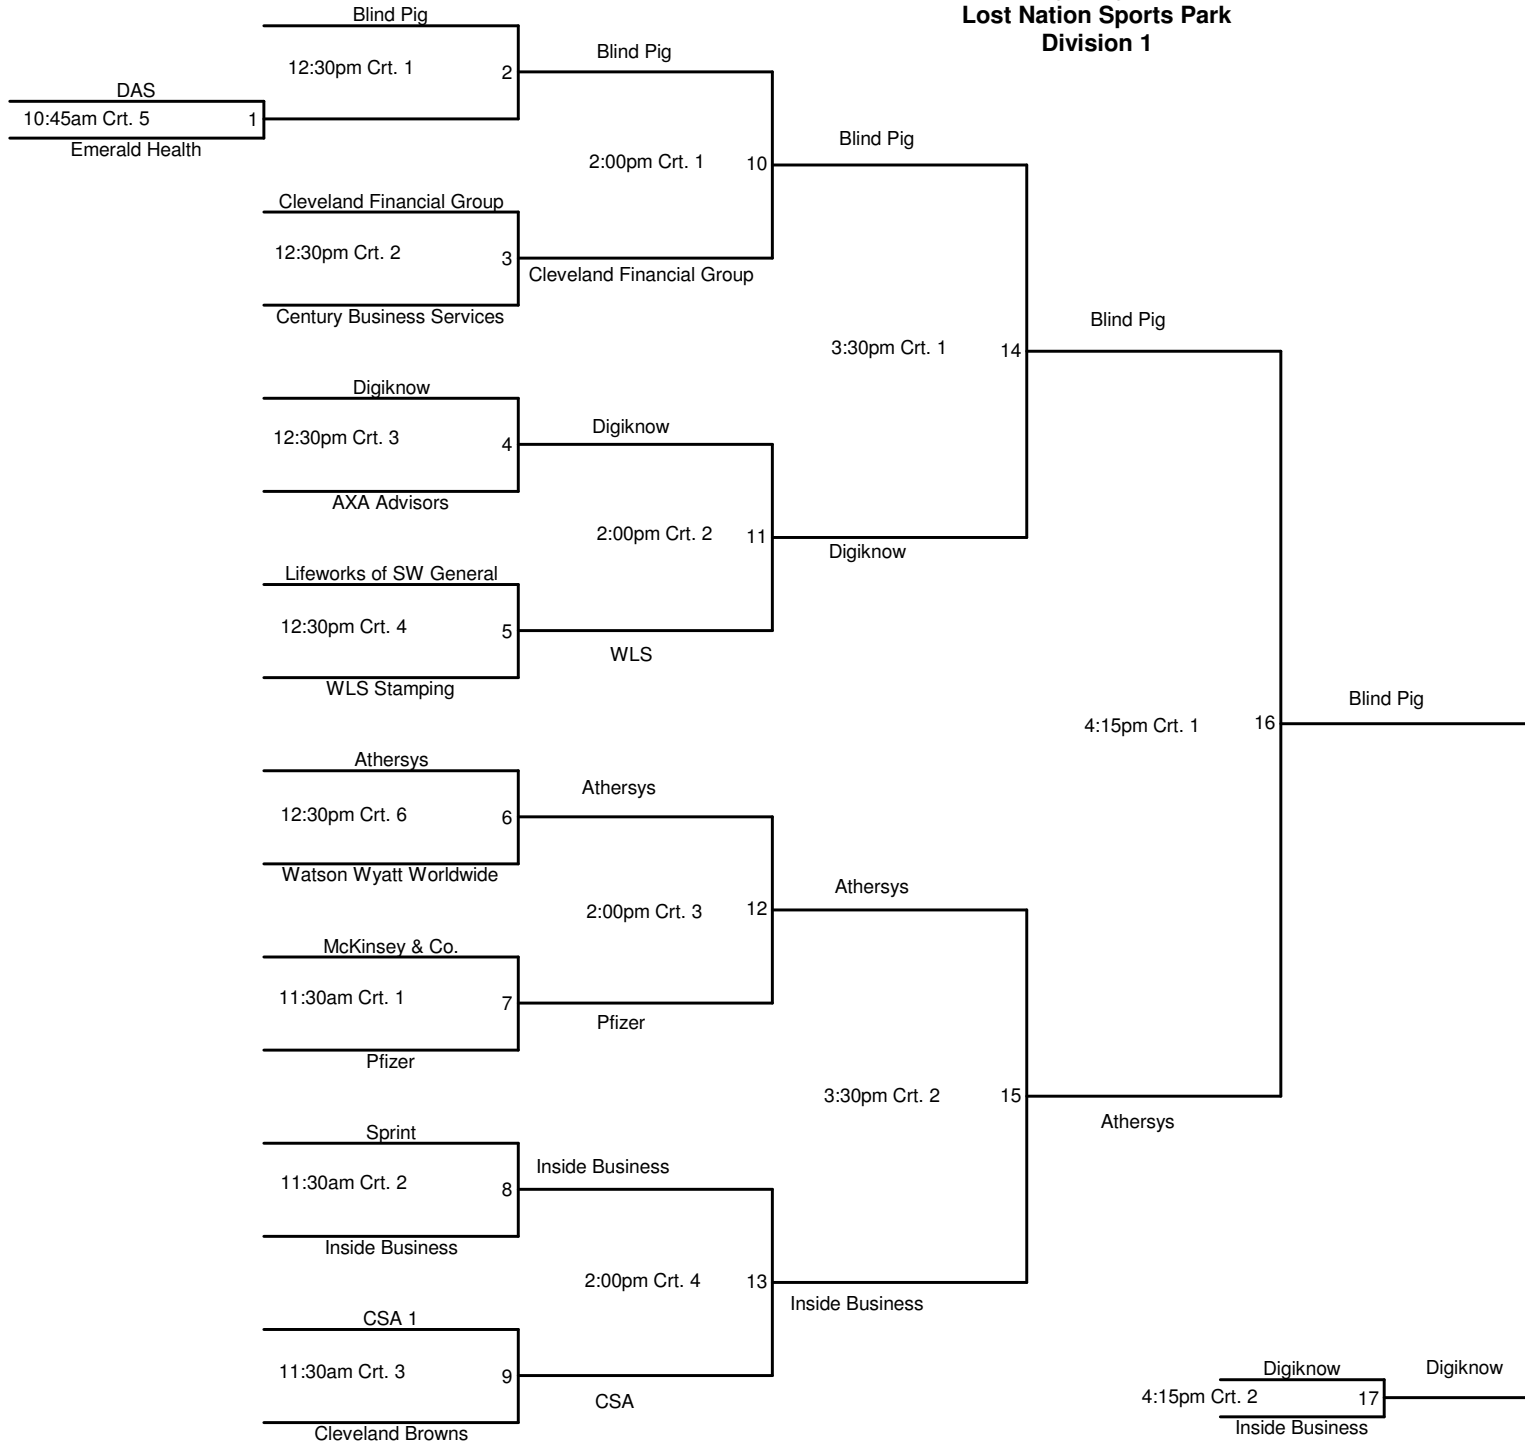 Lost Nation Sports Park
Division 1
Blind Pig
12:30pm Crt. 1
2
Blind Pig
DAS
10:45am Crt. 5
1
Emerald Health
2:00pm Crt. 1
10
Blind Pig
Cleveland Financial Group
12:30pm Crt. 2
3
Cleveland Financial Group
Century Business Services
3:30pm Crt. 1
14
Blind Pig
Digiknow
12:30pm Crt. 3
4
Digiknow
AXA Advisors
2:00pm Crt. 2
11
Digiknow
Lifeworks of SW General
12:30pm Crt. 4
5
WLS
WLS Stamping
4:15pm Crt. 1
16
Blind Pig
Athersys
12:30pm Crt. 6
6
Athersys
Watson Wyatt Worldwide
2:00pm Crt. 3
12
Athersys
McKinsey & Co.
11:30am Crt. 1
7
Pfizer
Pfizer
3:30pm Crt. 2
15
Athersys
Sprint
11:30am Crt. 2
8
Inside Business
Inside Business
2:00pm Crt. 4
13
Inside Business
CSA 1
11:30am Crt. 3
9
CSA
Cleveland Browns
Digiknow
4:15pm Crt. 2
17
Digiknow
Inside Business